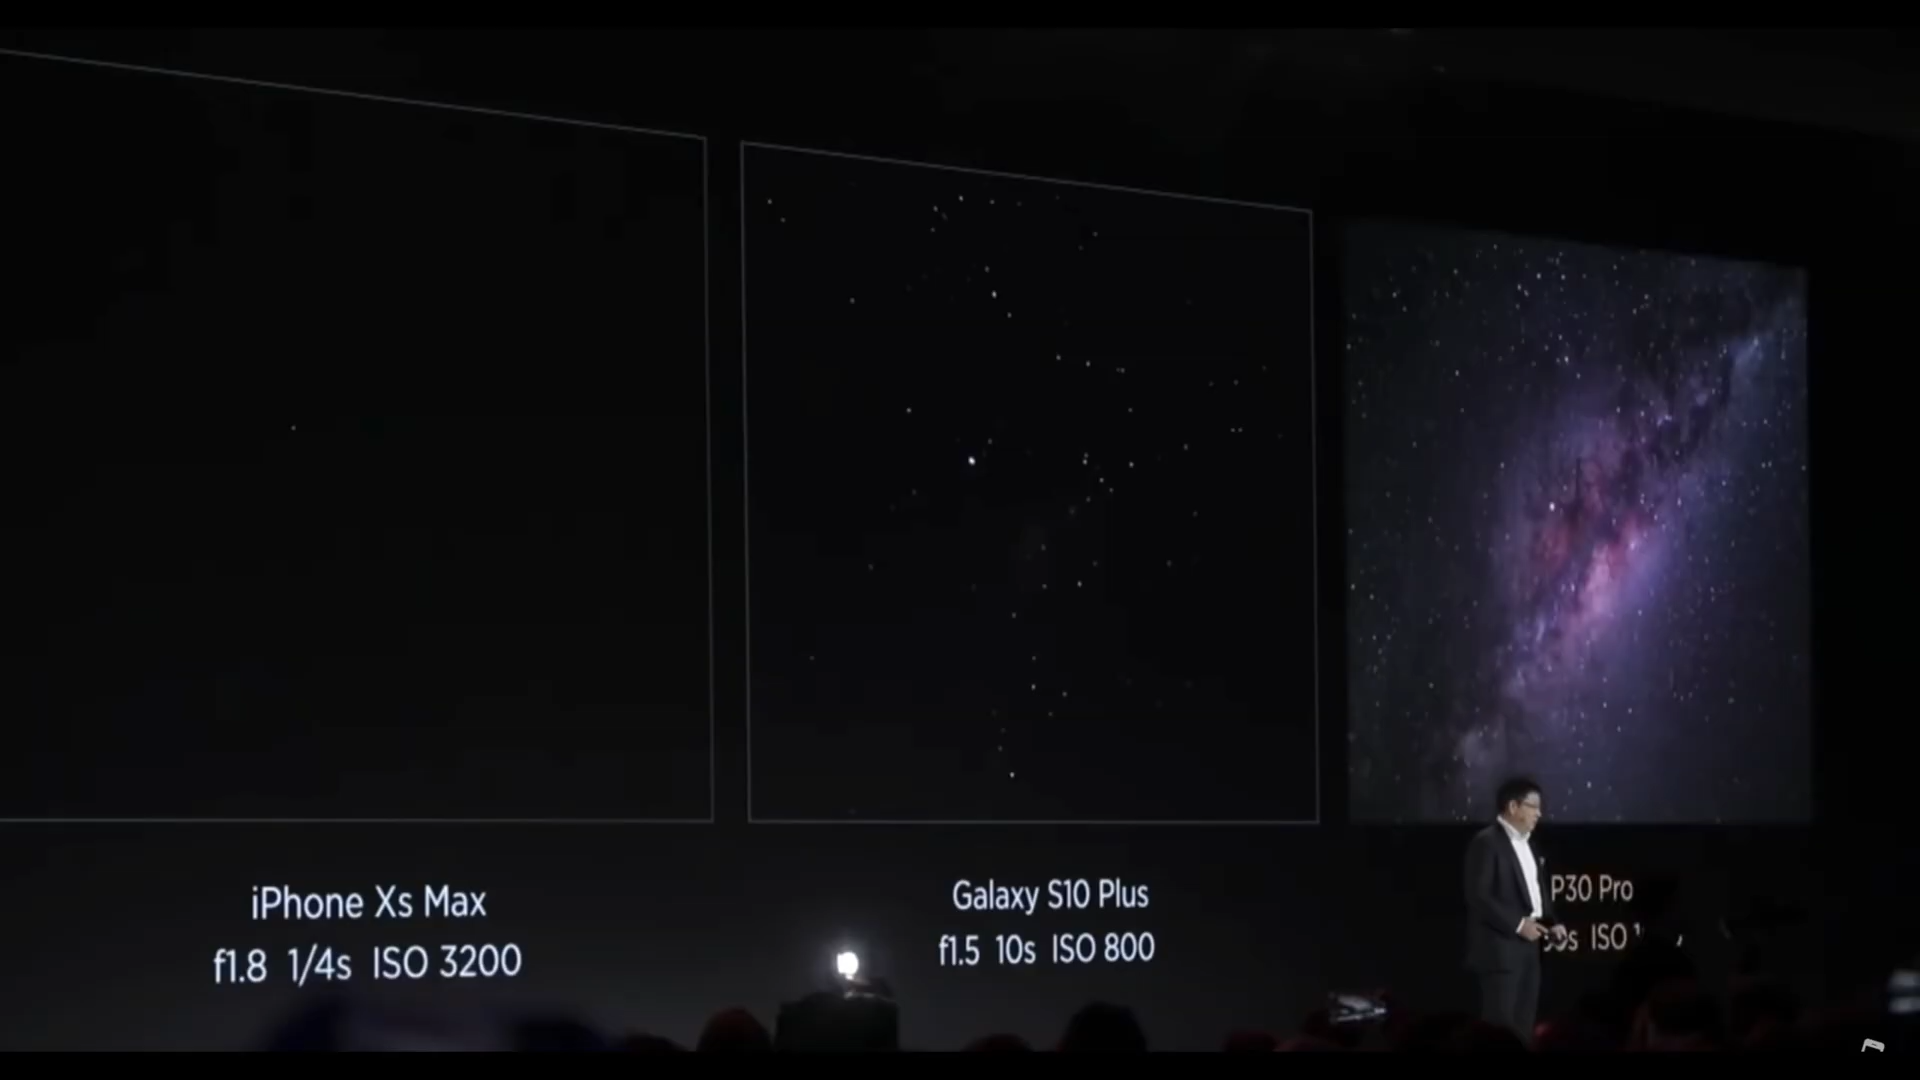 iPhone Xs Max
f1.8 1/4s ISO 3200
Galaxy S10 Plus
f1.5 10s ISO 800
P30 Pro
ISO